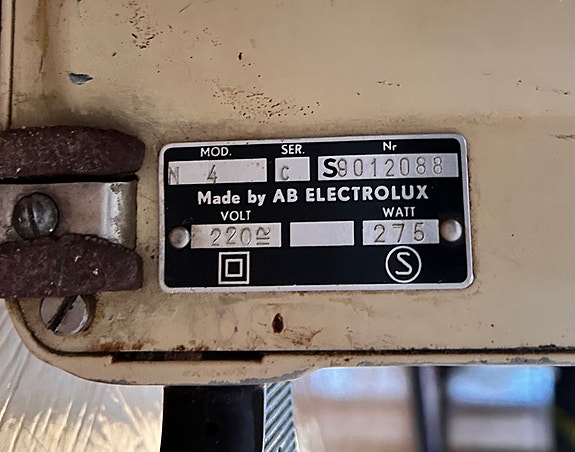 MOD. SER. Nr
N 4 C S9012088
Made by AB ELECTROLUX
VOLT WATT
220≅ 275
S